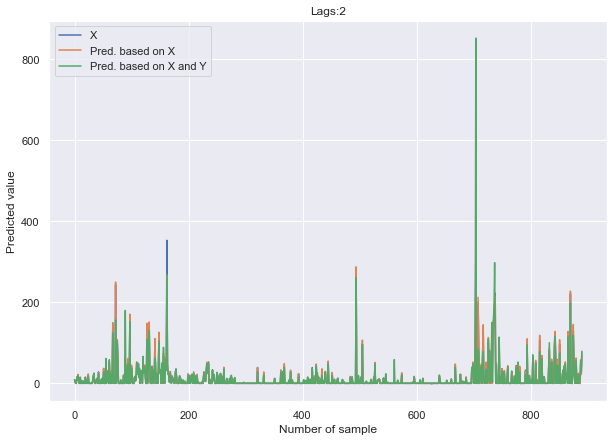 Lags:2
X
Pred. based on X
Pred. based on X and Y
800
600
400
200
0
Predicted value
0 200 400 600 800
Number of sample